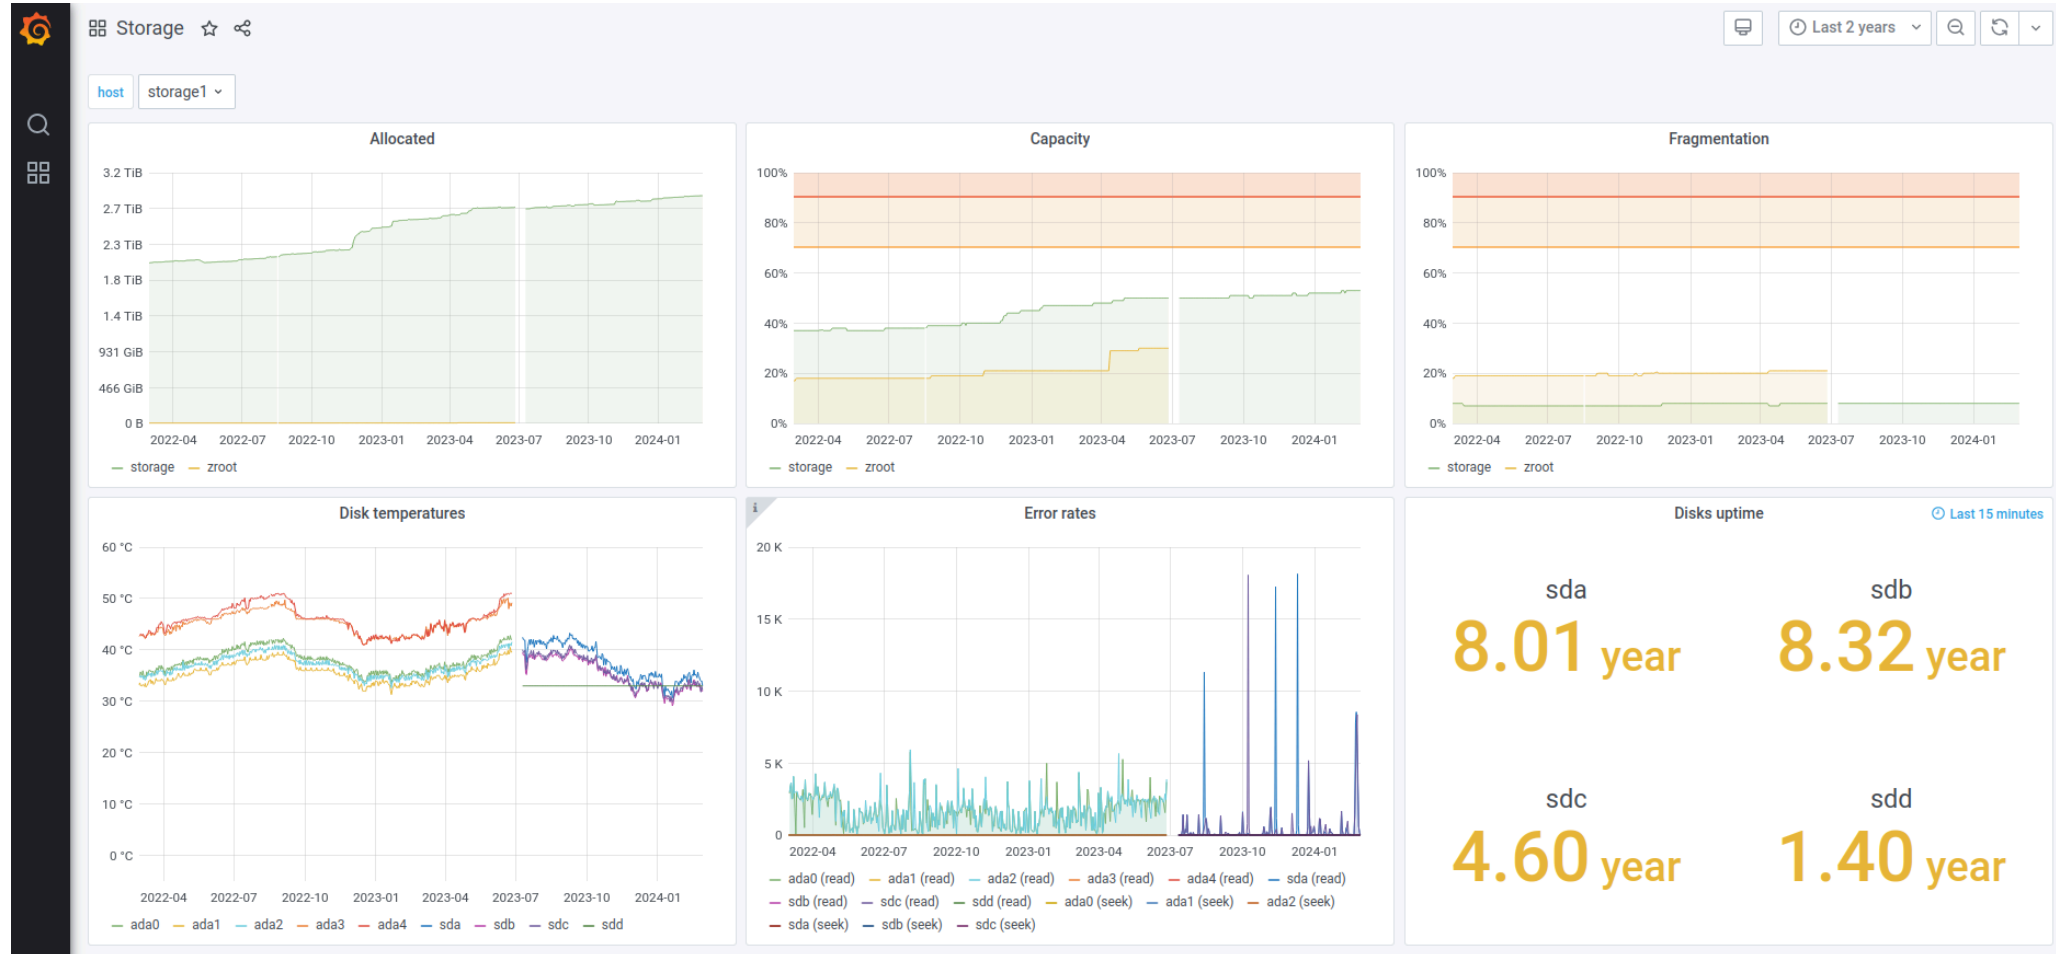 Storage
Last 2 years
host storage1
Allocated
3.2 TiB
2.7 TiB
2.3 TiB
1.8 TiB
1.4 TiB
931 GiB
466 GiB
0 B
2022-04 2022-07 2022-10 2023-01 2023-04 2023-07 2023-10 2024-01
storage zroot
Capacity
100%
80%
60%
40%
20%
0%
2022-04 2022-07 2022-10 2023-01 2023-04 2023-07 2023-10 2024-01
storage zroot
Fragmentation
100%
80%
60%
40%
20%
0%
2022-04 2022-07 2022-10 2023-01 2023-04 2023-07 2023-10 2024-01
storage zroot
Disk temperatures
60 °C
50 °C
40 °C
30 °C
20 °C
10 °C
0 °C
2022-04 2022-07 2022-10 2023-01 2023-04 2023-07 2023-10 2024-01
ada0 ada1 ada2 ada3 ada4 sda sdb sdc sdd
i
Error rates
20 K
15 K
10 K
5 K
0
2022-04 2022-07 2022-10 2023-01 2023-04 2023-07 2023-10 2024-01
ada0 (read) ada1 (read) ada2 (read) ada3 (read) ada4 (read) sda (read)
sdb (read) sdc (read) sdd (read) ada0 (seek) ada1 (seek) ada2 (seek)
sda (seek) sdb (seek) sdc (seek)
Disks uptime
Last 15 minutes
sda
8.01 year
sdb
8.32 year
sdc
4.60 year
sdd
1.40 year